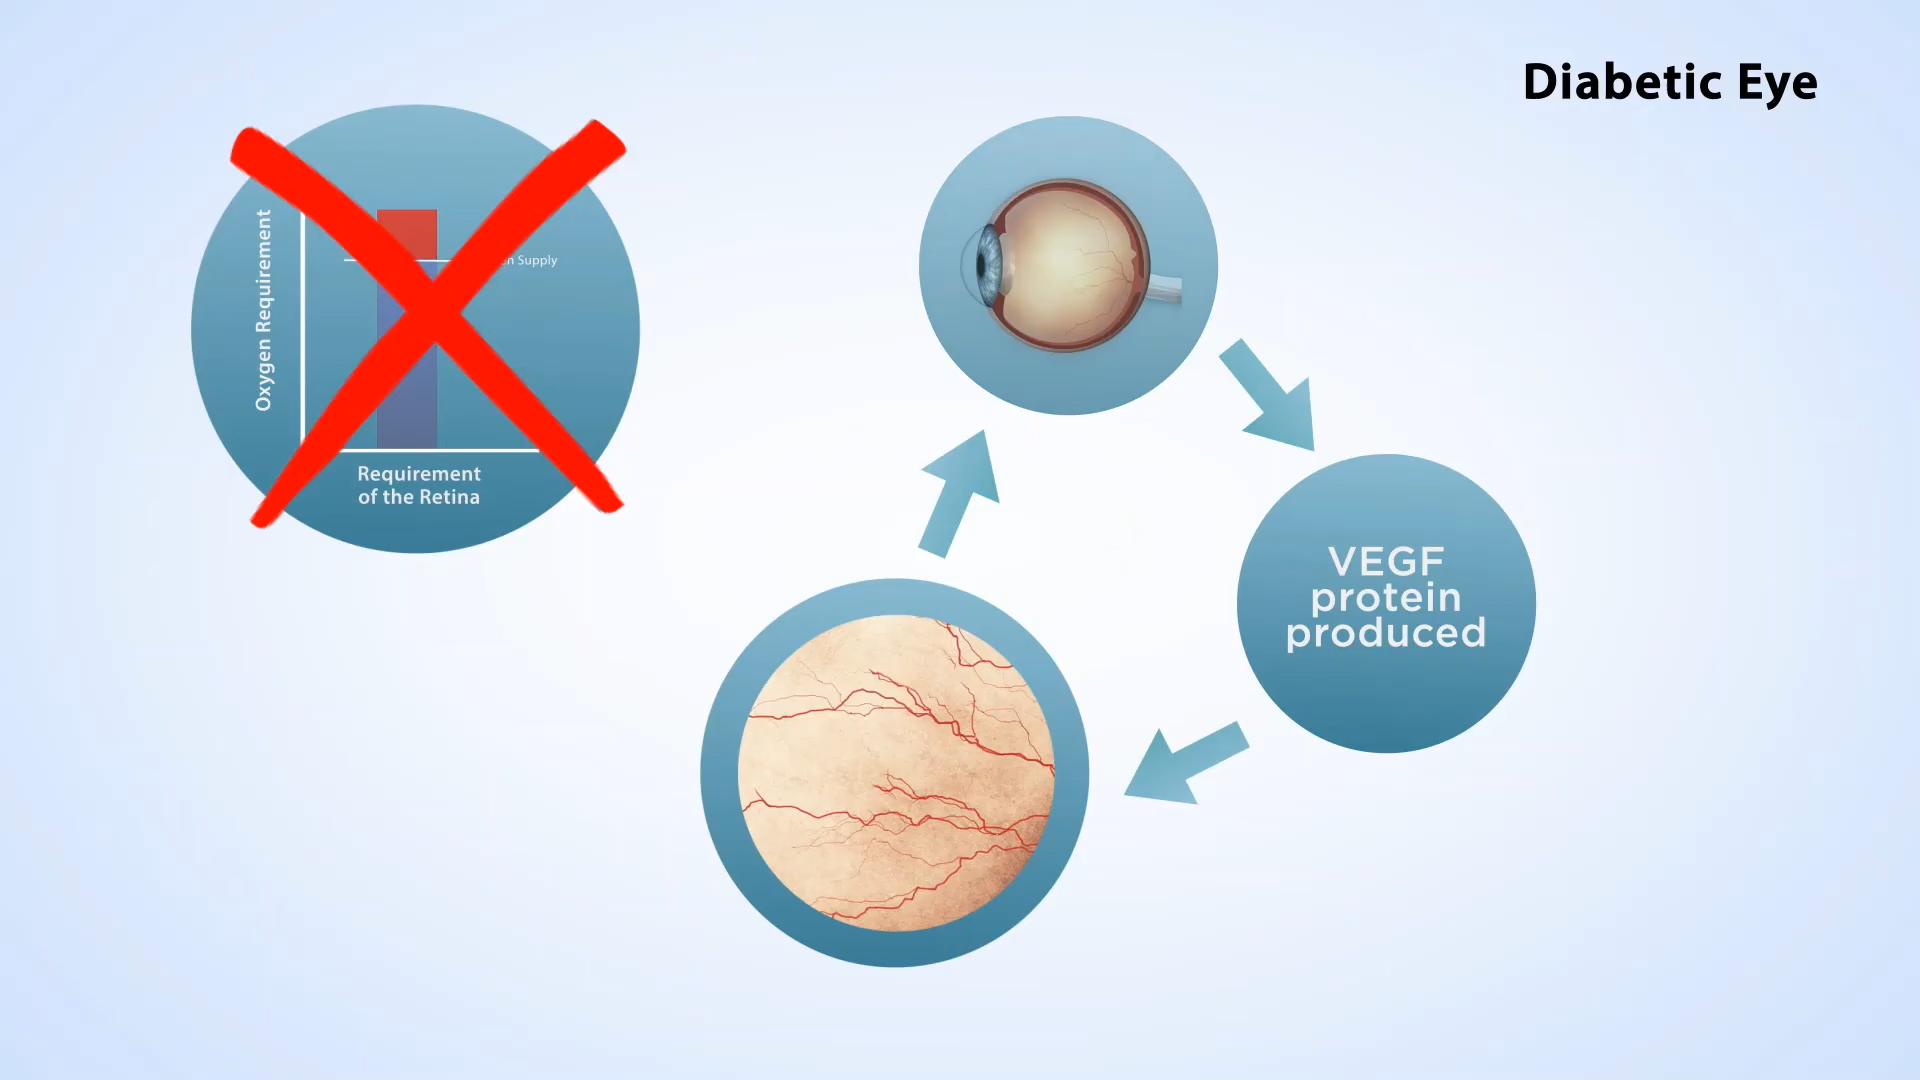 Diabetic Eye
Oxygen Requirement
Supply
Requirement
of the Retina
VEGF
protein
produced